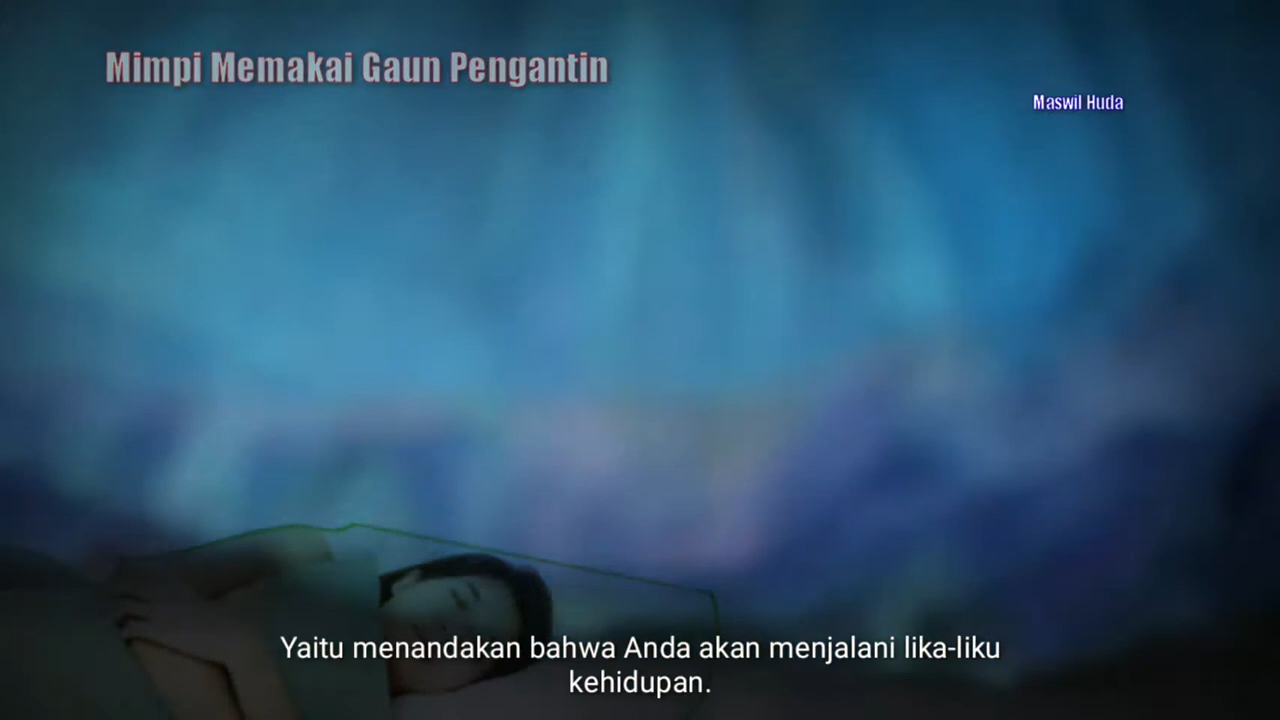 Mimpi Memakai Gaun Pengantin
Maswil Huda
Yaitu menandakan bahwa Anda akan menjalani lika-liku
kehidupan.